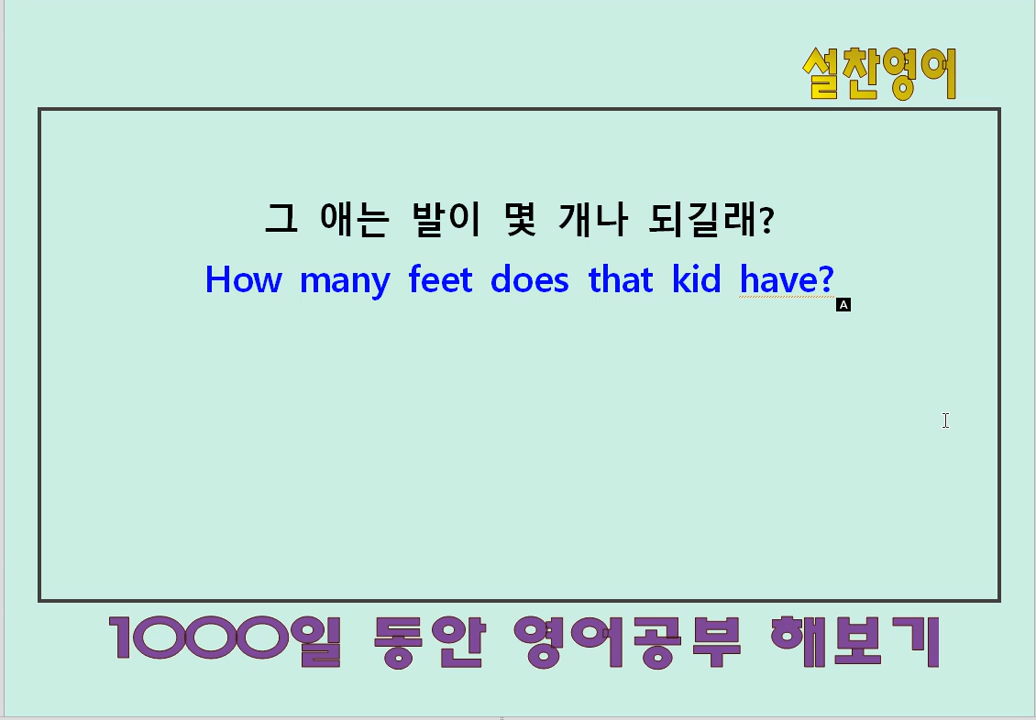 설찬영어
그 애는 발이 몇 개나 되길래?
How many feet does that kid have?
A
1000일 동안 영어공부 해보기